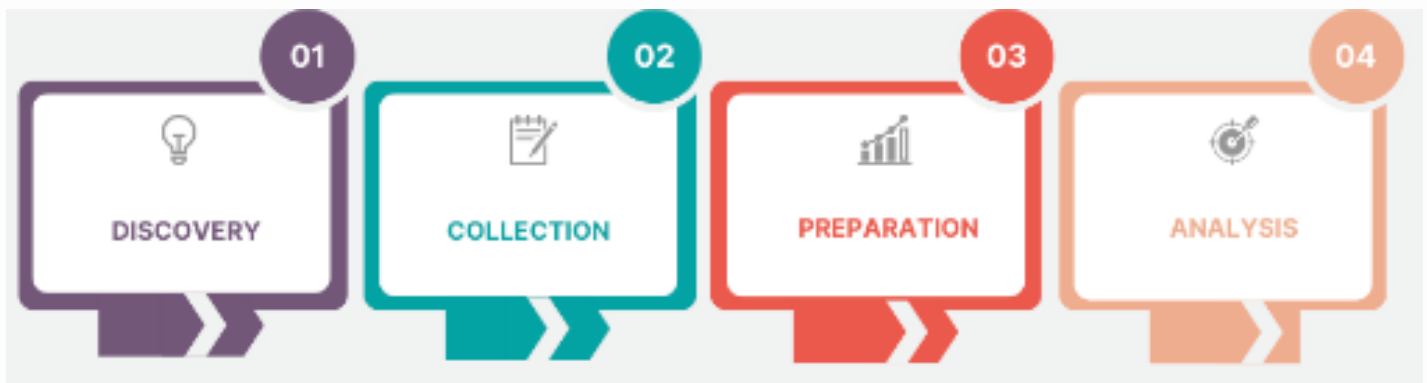 01
DISCOVERY
02
COLLECTION
03
PREPARATION
04
ANALYSIS